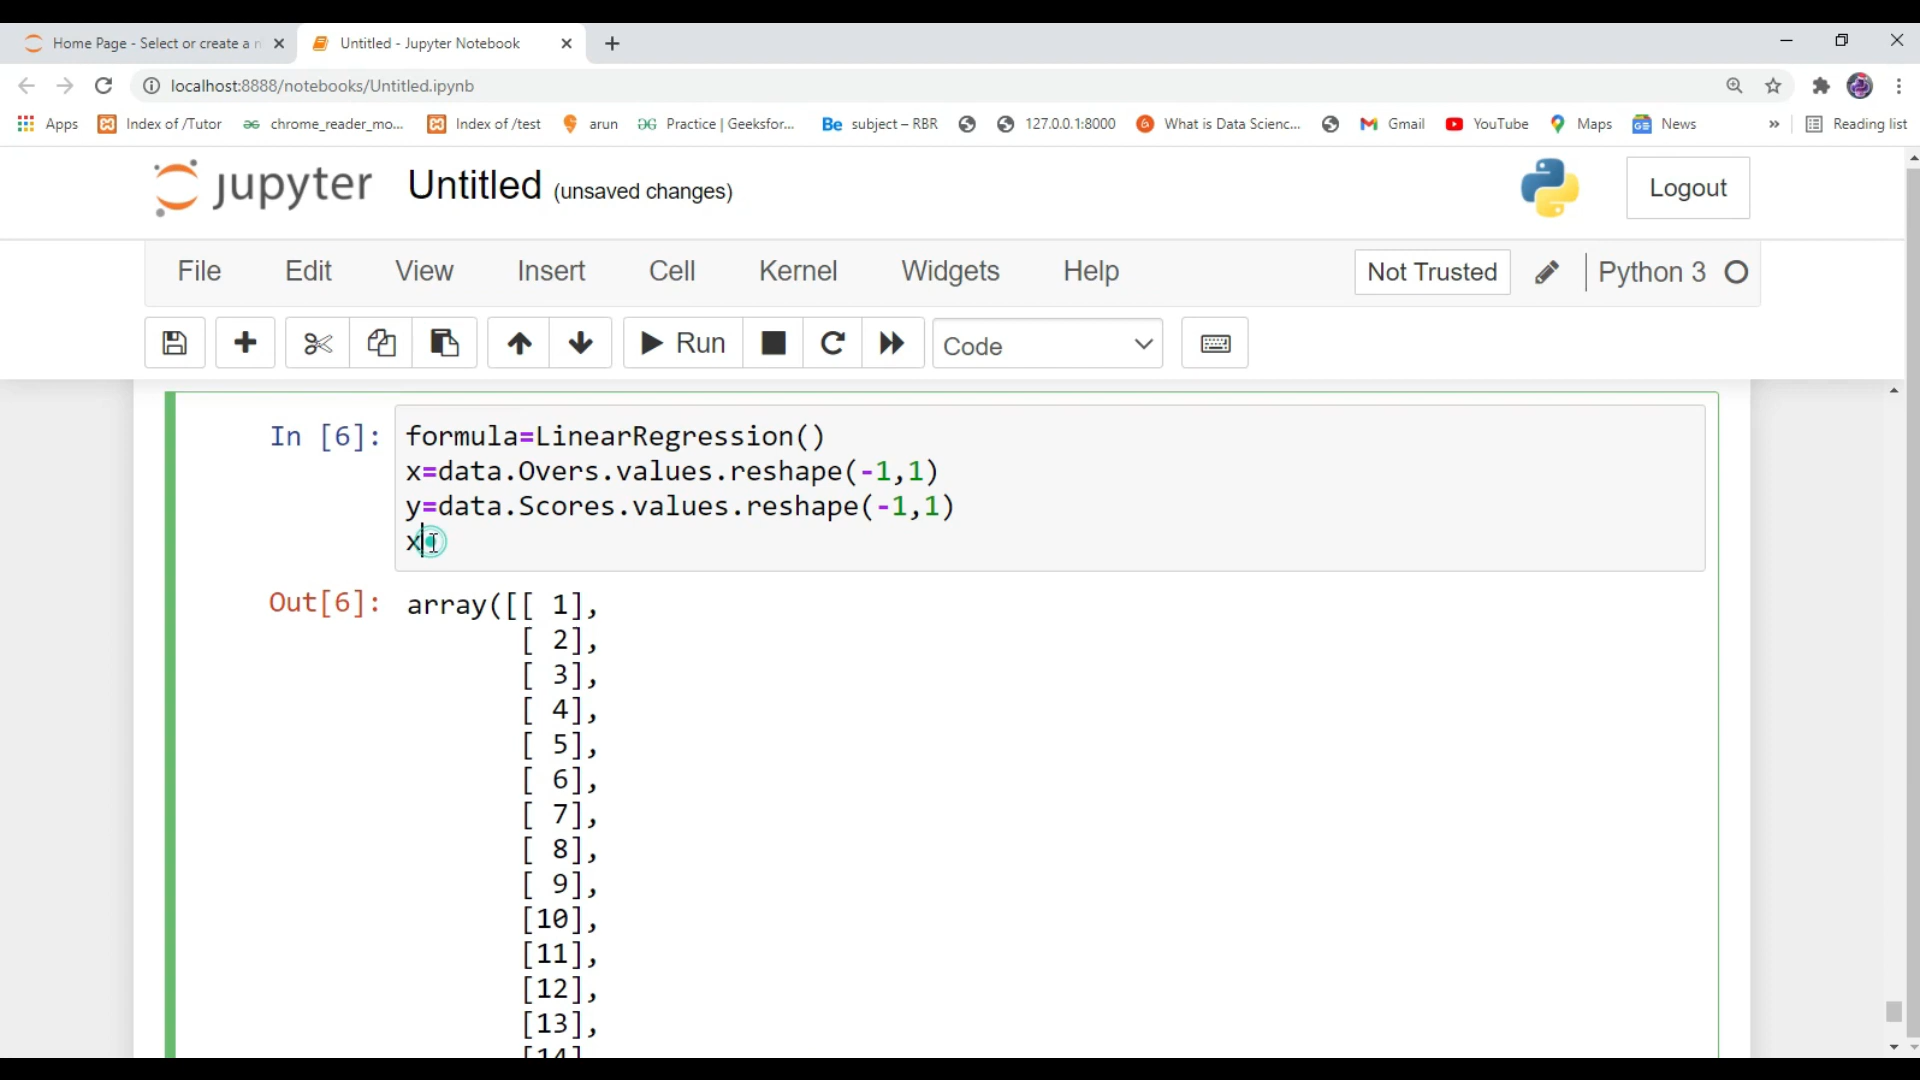 Home Page - Select or create a n
Untitled - Jupyter Notebook
localhost:8888/notebooks/Untitled.ipynb
Apps
Index of /Tutor
chrome_reader_mo...
Index of /test
arun
Practice | Geeksfor...
Be subject – RBR
127.0.0.1:8000
What is Data Scienc...
Gmail
YouTube
Maps
GE News
»
Reading list
jupyter Untitled (unsaved changes)
Logout
File Edit View Insert Cell Kernel Widgets Help
Not Trusted
Python 3
Run
Code
In [6]: formula=LinearRegression()
x=data.Overs.values.reshape(-1,1)
y=data.Scores.values.reshape(-1,1)
x
Out[6]: array([[ 1],
[ 2],
[ 3],
[ 4],
[ 5],
[ 6],
[ 7],
[ 8],
[ 9],
[10],
[11],
[12],
[13],
[14]